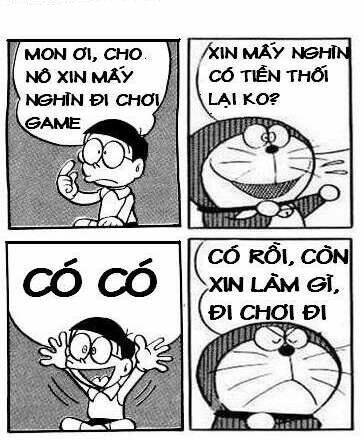 MON ƠI, CHO
NÔ XIN MẤY
NGHÌN ĐI CHƠI
GAME
XIN MẤY NGHÌN
CÓ TIỀN THỐI
LẠI KO?
CÓ CÓ
CÓ RỒI, CÒN
XIN LÀM GÌ,
ĐI CHƠI ĐI